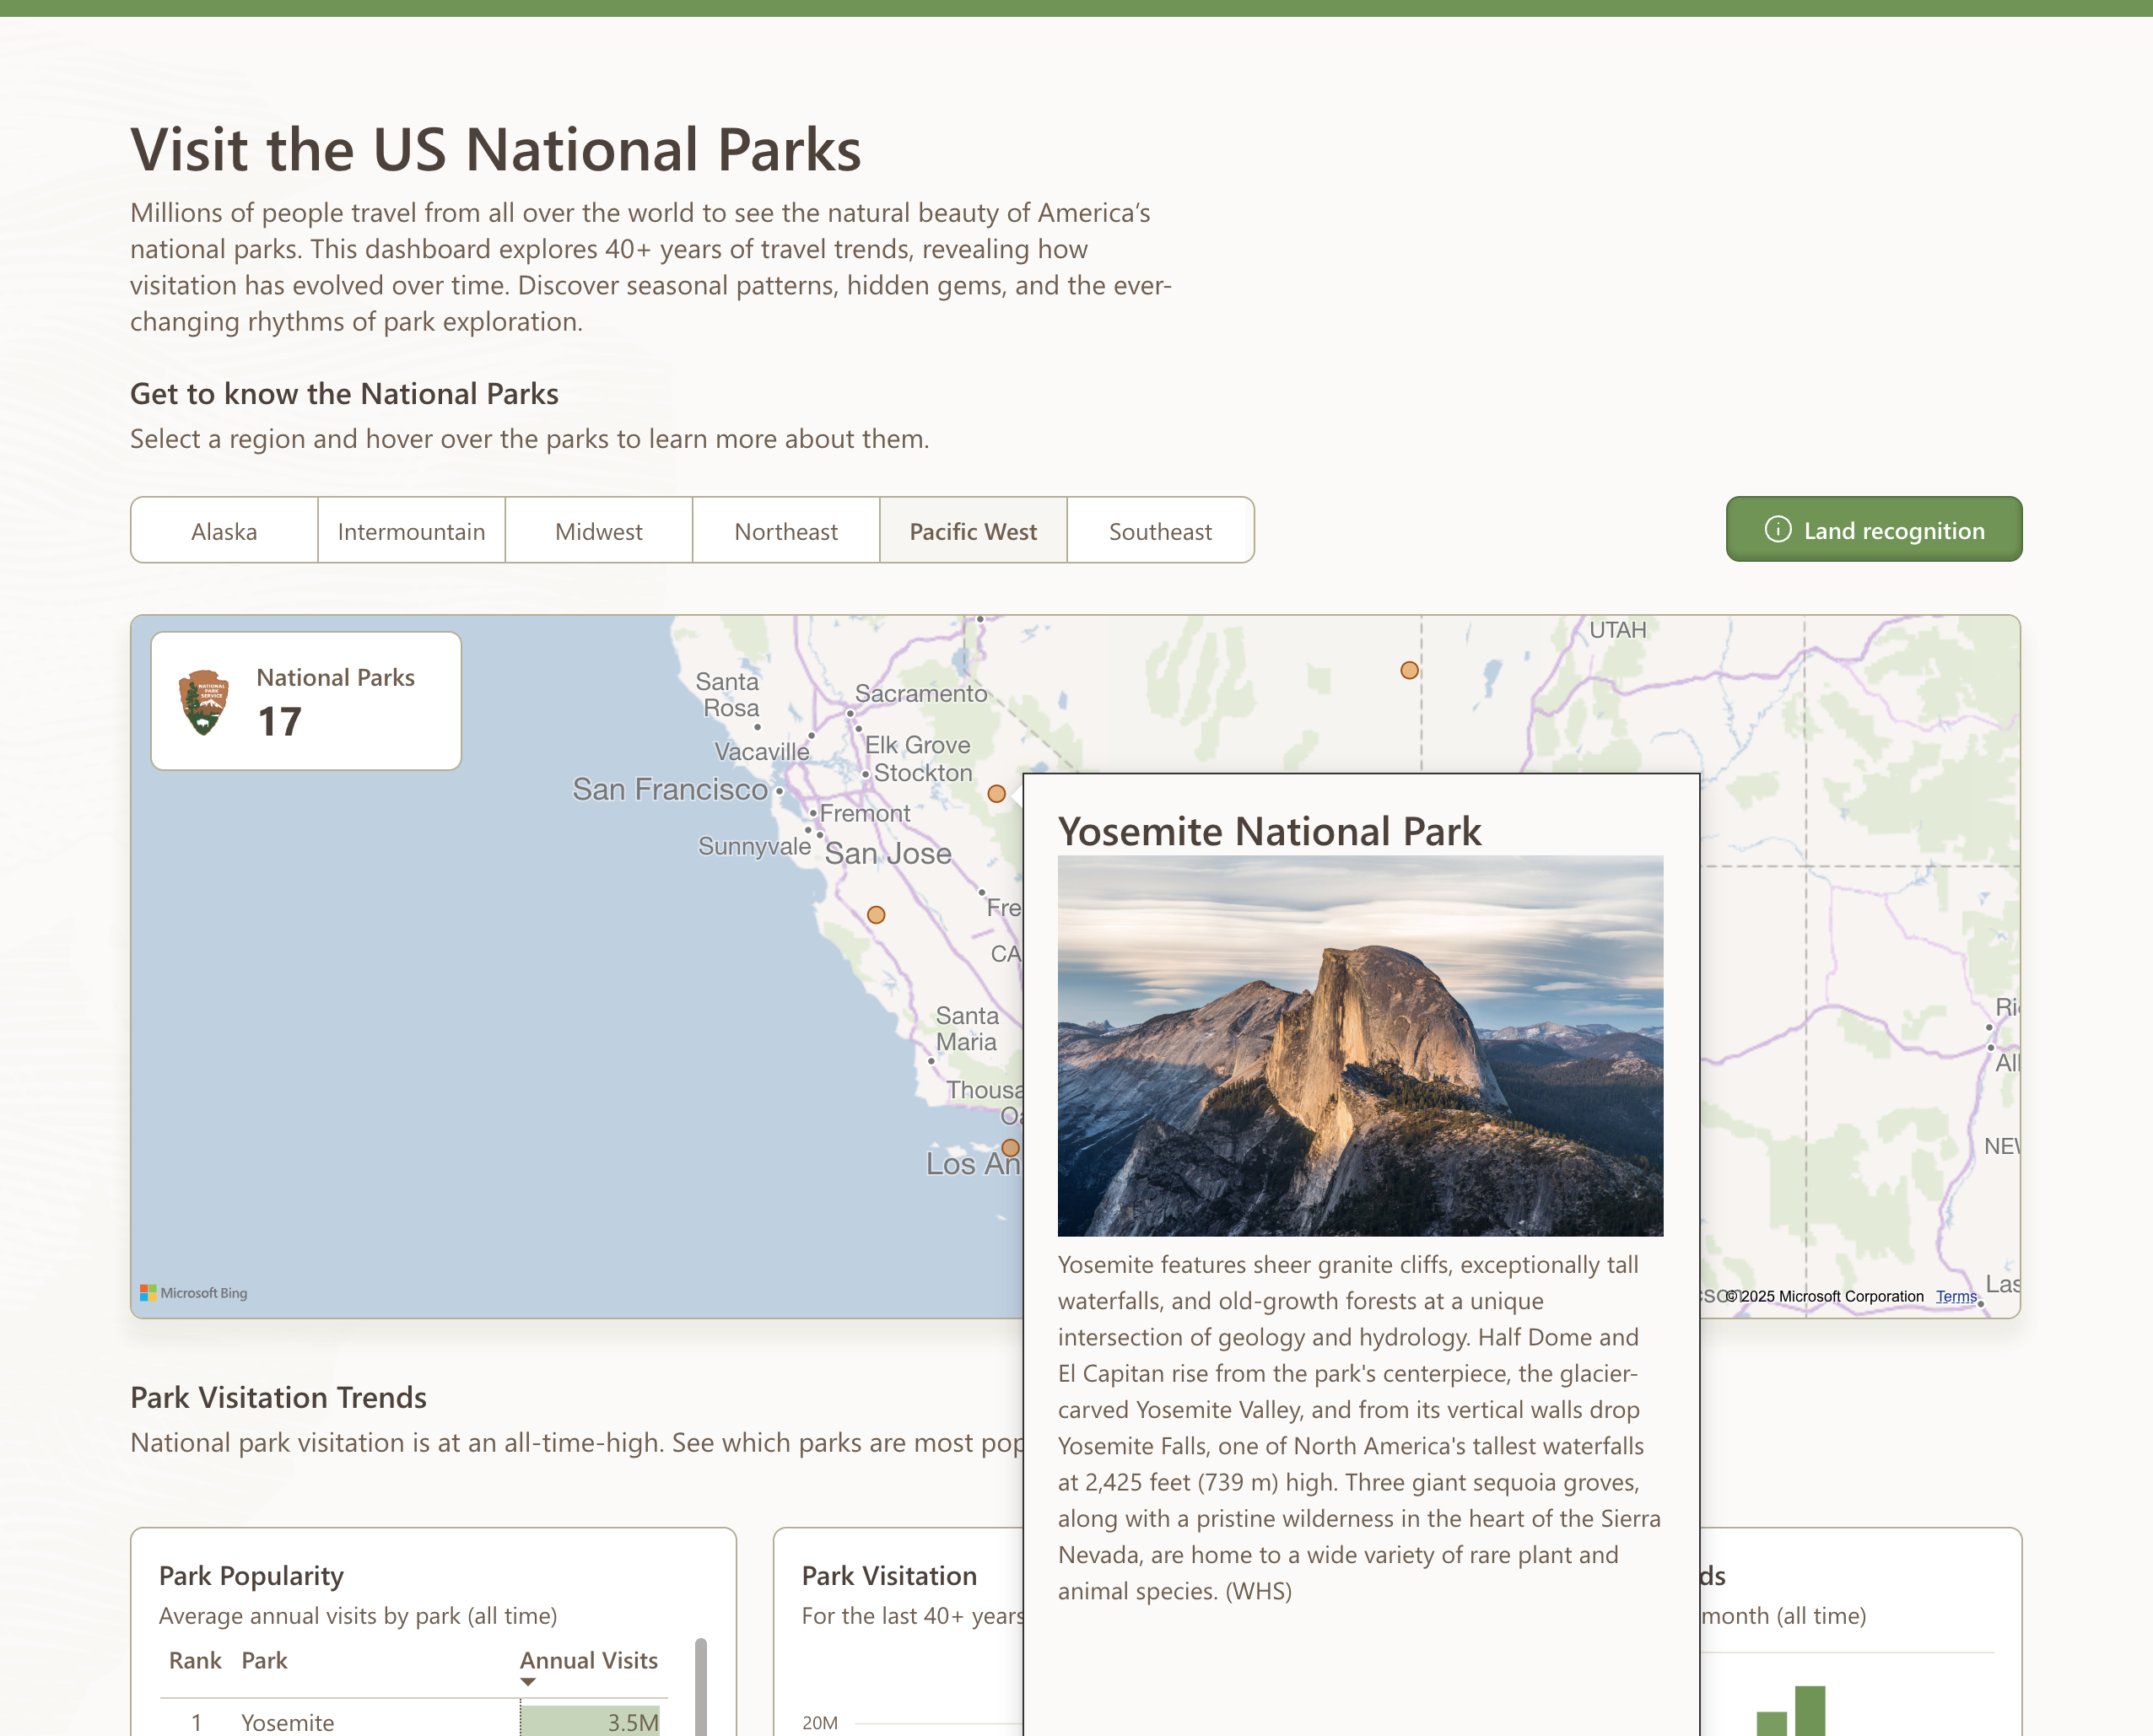 Visit the US National Parks
Millions of people travel from all over the world to see the natural beauty of America’s
national parks. This dashboard explores 40+ years of travel trends, revealing how
visitation has evolved over time. Discover seasonal patterns, hidden gems, and the ever-
changing rhythms of park exploration.
Get to know the National Parks
Select a region and hover over the parks to learn more about them.
Alaska
Intermountain
Midwest
Northeast
Pacific West
Southeast
Land recognition
NATIONAL
PARK
SERVICE
National Parks
17
UTAH
Santa
Rosa
Sacramento
Vacaville
Elk Grove
Stockton
San Francisco
Fremont
Sunnyvale
San Jose
Fre
CA
Santa
Maria
Thousa
Oa
Los An
Ri
Al
NEW
Las
Microsoft Bing
© 2025 Microsoft Corporation Terms
Yosemite National Park
Yosemite features sheer granite cliffs, exceptionally tall
waterfalls, and old-growth forests at a unique
intersection of geology and hydrology. Half Dome and
El Capitan rise from the park's centerpiece, the glacier-
carved Yosemite Valley, and from its vertical walls drop
Yosemite Falls, one of North America's tallest waterfalls
at 2,425 feet (739 m) high. Three giant sequoia groves,
along with a pristine wilderness in the heart of the Sierra
Nevada, are home to a wide variety of rare plant and
animal species. (WHS)
Park Visitation Trends
National park visitation is at an all-time-high. See which parks are most pop
Park Popularity
Average annual visits by park (all time)
Rank Park Annual Visits
1 Yosemite 3.5M
Park Visitation
For the last 40+ years
20M
ds
month (all time)